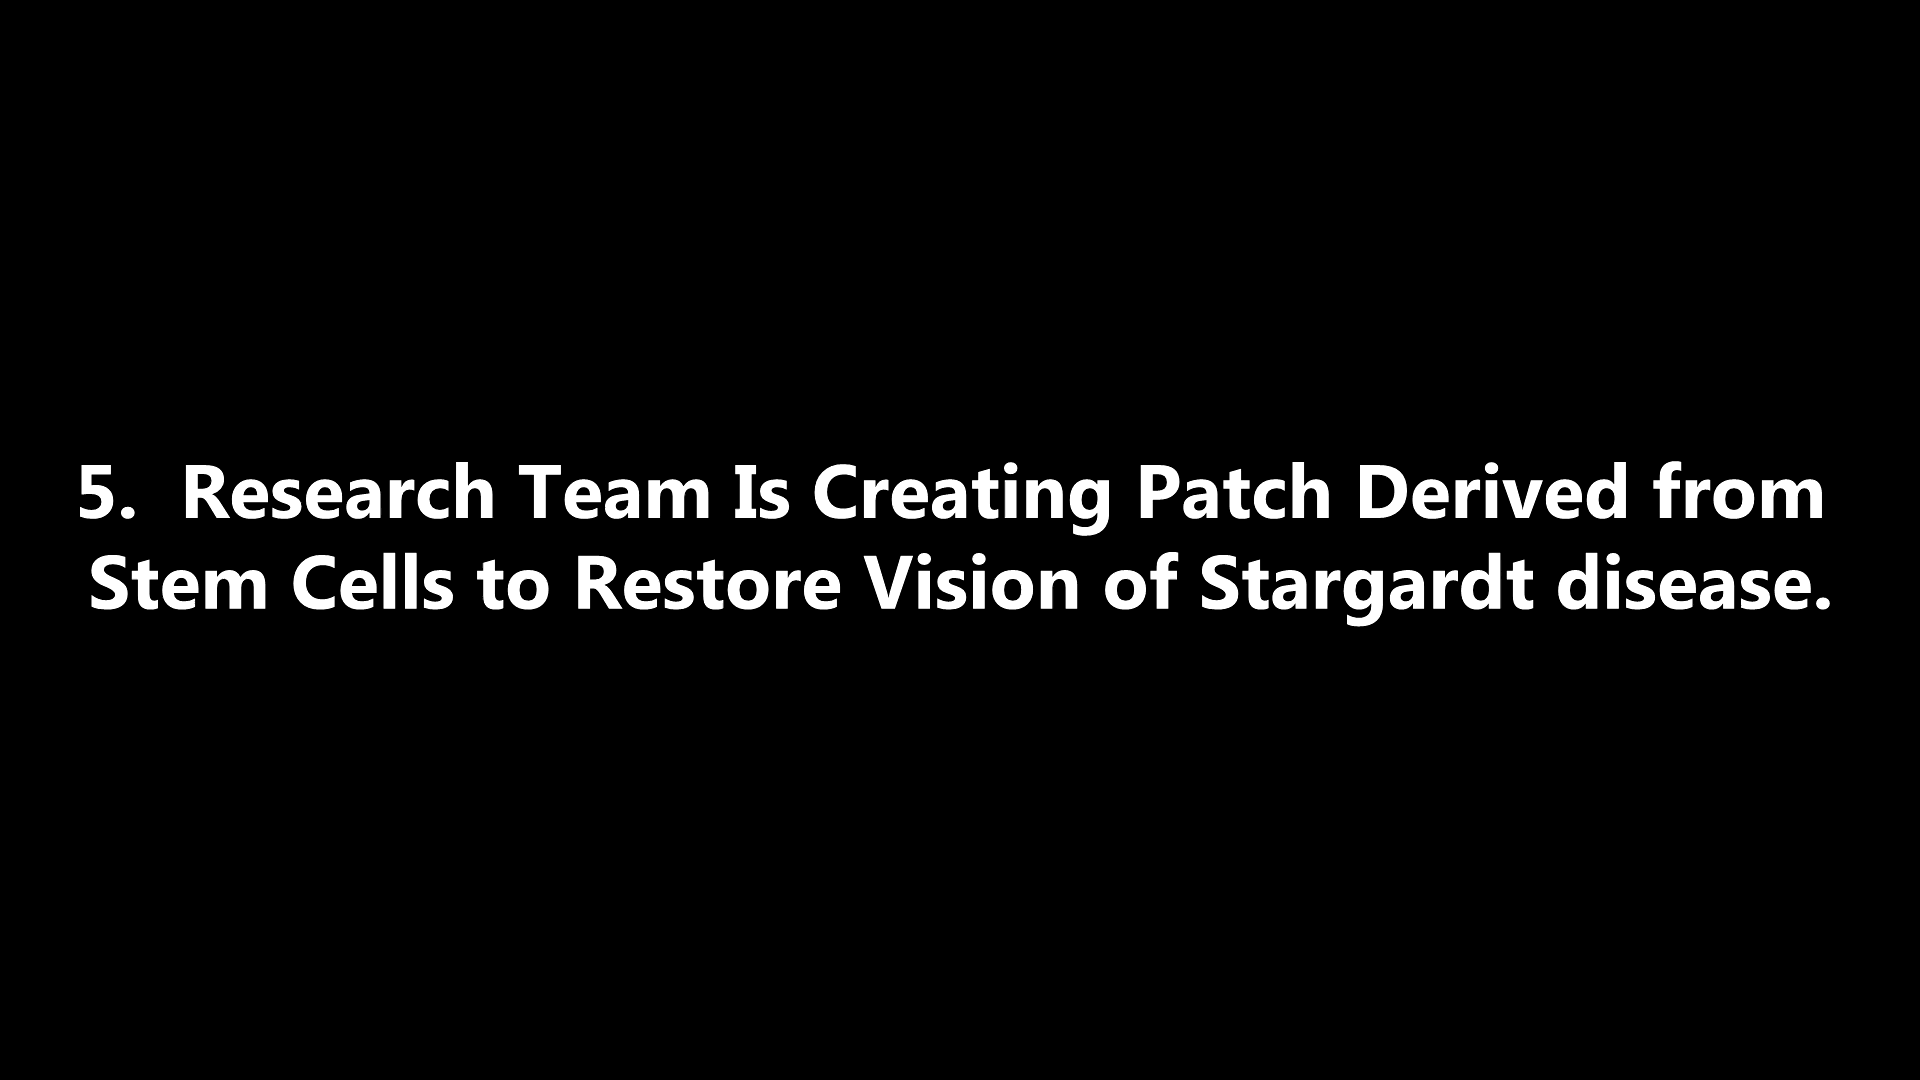 5.  Research Team Is Creating Patch Derived from
Stem Cells to Restore Vision of Stargardt disease.